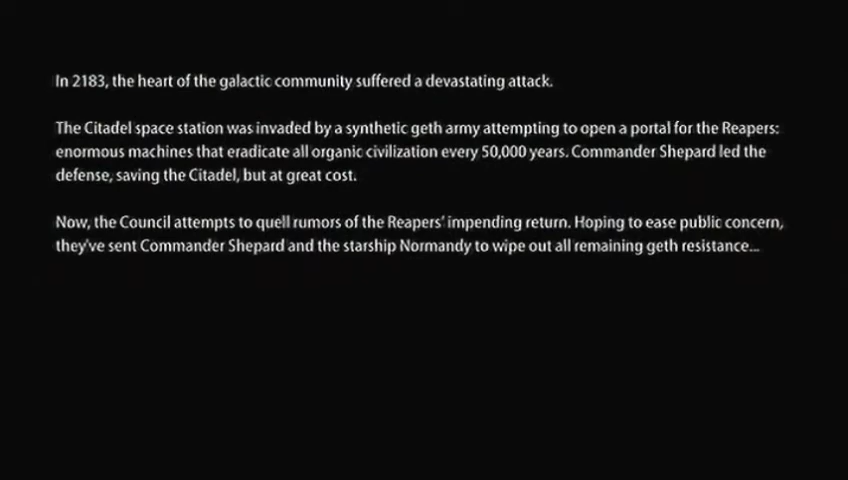 In 2183, the heart of the galactic community suffered a devastating attack.
The Citadel space station was invaded by a synthetic geth army attempting to open a portal for the Reapers:
enormous machines that eradicate all organic civilization every 50,000 years. Commander Shepard led the
defense, saving the Citadel, but at great cost.
Now, the Council attempts to quell rumors of the Reapers' impending return. Hoping to ease public concern,
they've sent Commander Shepard and the starship Normandy to wipe out all remaining geth resistance...